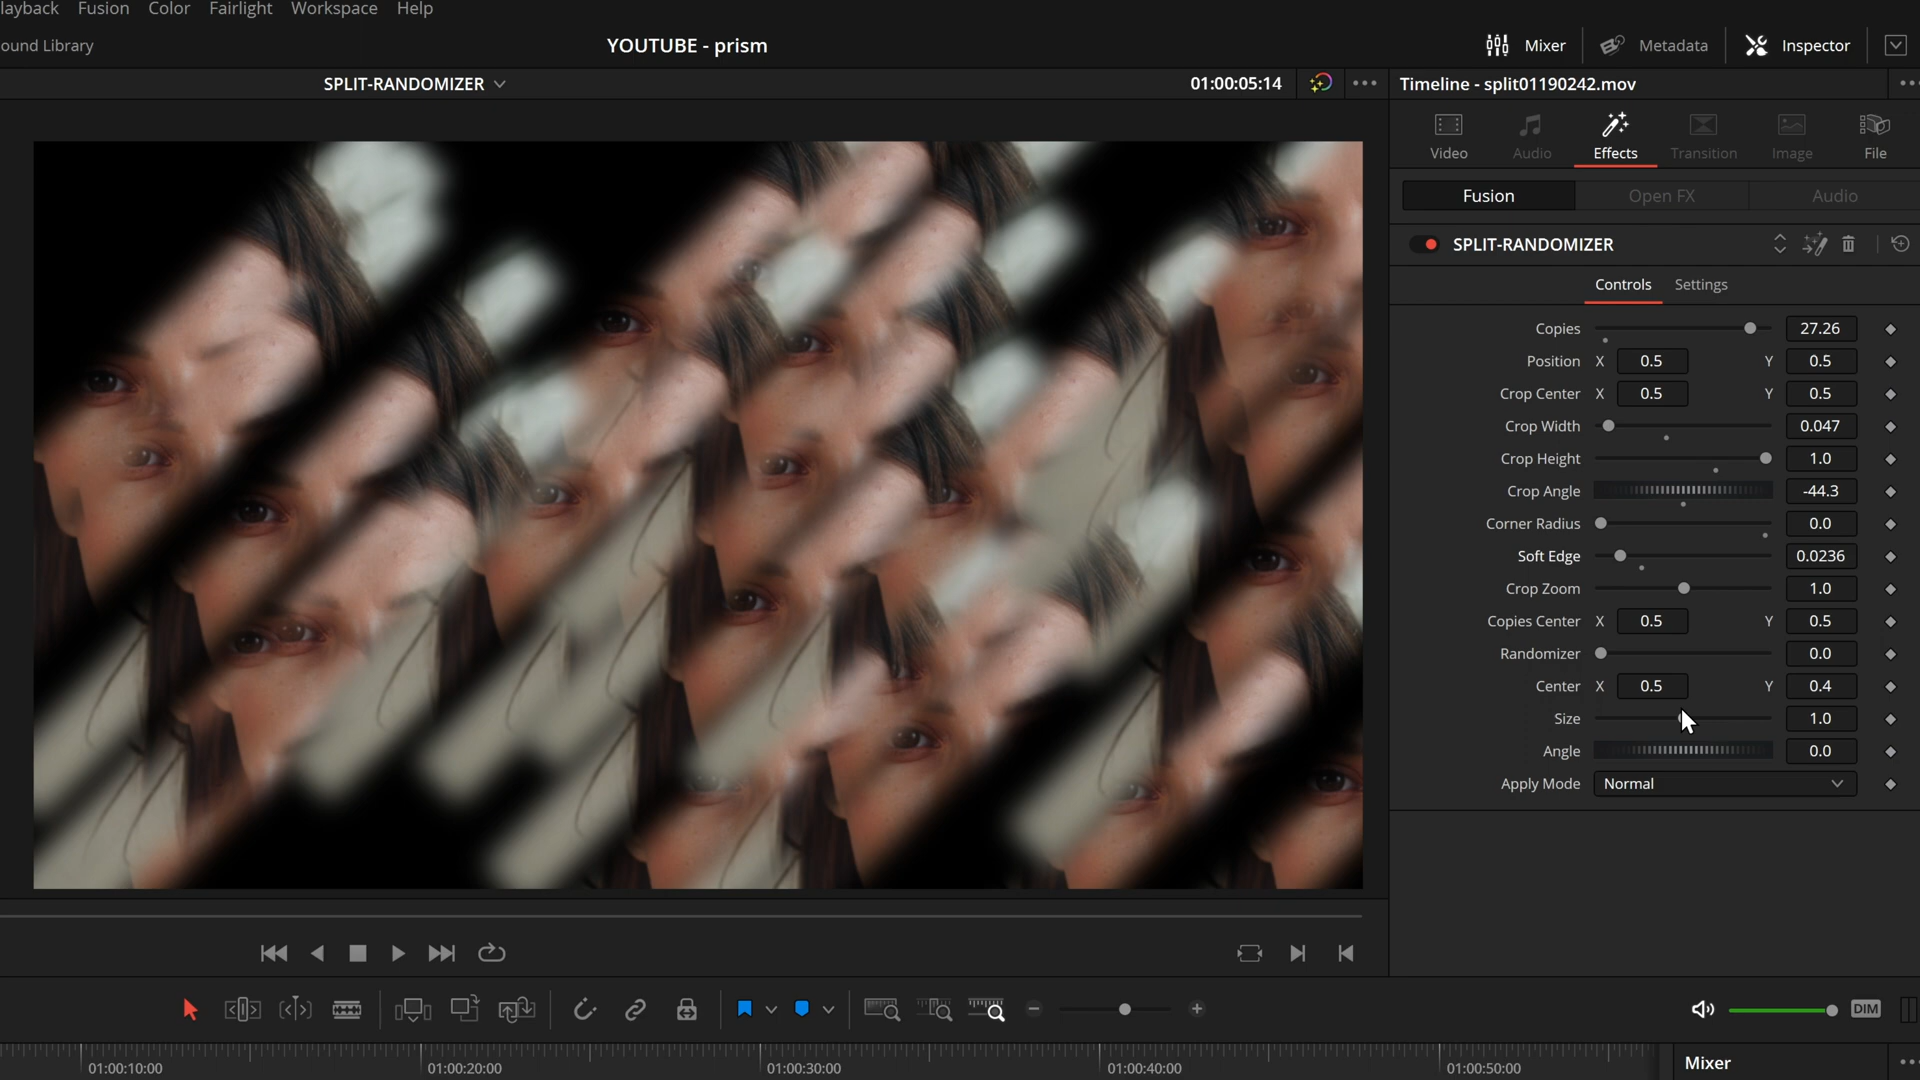 layback Fusion Color Fairlight Workspace Help
ound Library
YOUTUBE - prism
Mixer
Metadata
Inspector
SPLIT-RANDOMIZER
01:00:05:14
Timeline - split01190242.mov
Video
Audio
Effects
Transition
Image
File
Fusion
Open FX
Audio
SPLIT-RANDOMIZER
Controls
Settings
Copies 27.26
Position X 0.5 Y 0.5
Crop Center X 0.5 Y 0.5
Crop Width 0.047
Crop Height 1.0
Crop Angle -44.3
Corner Radius 0.0
Soft Edge 0.0236
Crop Zoom 1.0
Copies Center X 0.5 Y 0.5
Randomizer 0.0
Center X 0.5 Y 0.4
Size 1.0
Angle 0.0
Apply Mode Normal
DIM
01:00:10:00
01:00:20:00
01:00:30:00
01:00:40:00
01:00:50:00
Mixer